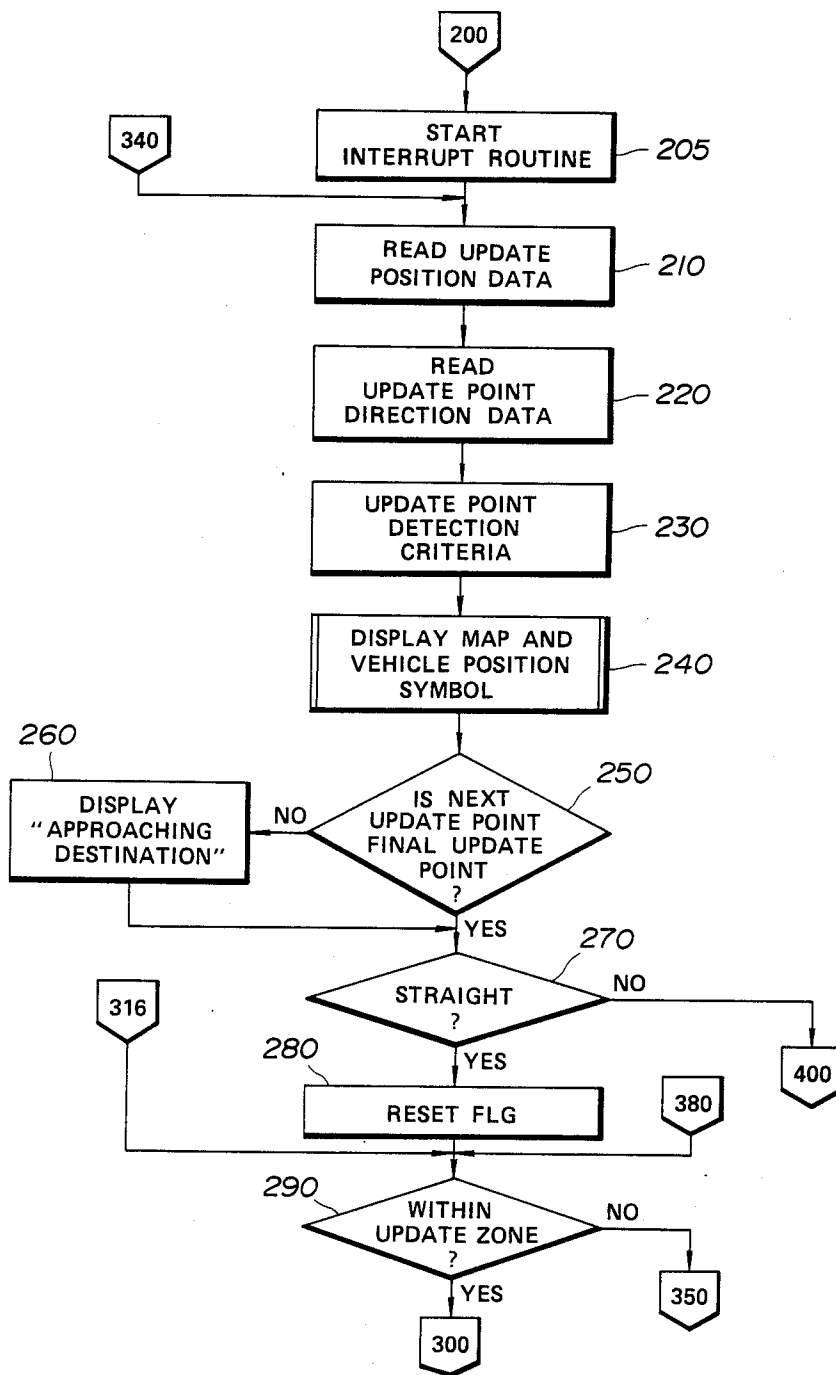 200
START
INTERRUPT ROUTINE
205
340
READ UPDATE
POSITION DATA
210
READ
UPDATE POINT
DIRECTION DATA
220
UPDATE POINT
DETECTION
CRITERIA
230
DISPLAY MAP AND
VEHICLE POSITION
SYMBOL
240
260
DISPLAY
"APPROACHING
DESTINATION"
NO
IS NEXT
UPDATE POINT
FINAL UPDATE
POINT
?
250
YES
270
STRAIGHT
?
NO
316
YES
400
280
RESET FLG
380
290
WITHIN
UPDATE ZONE
?
NO
YES
350
300